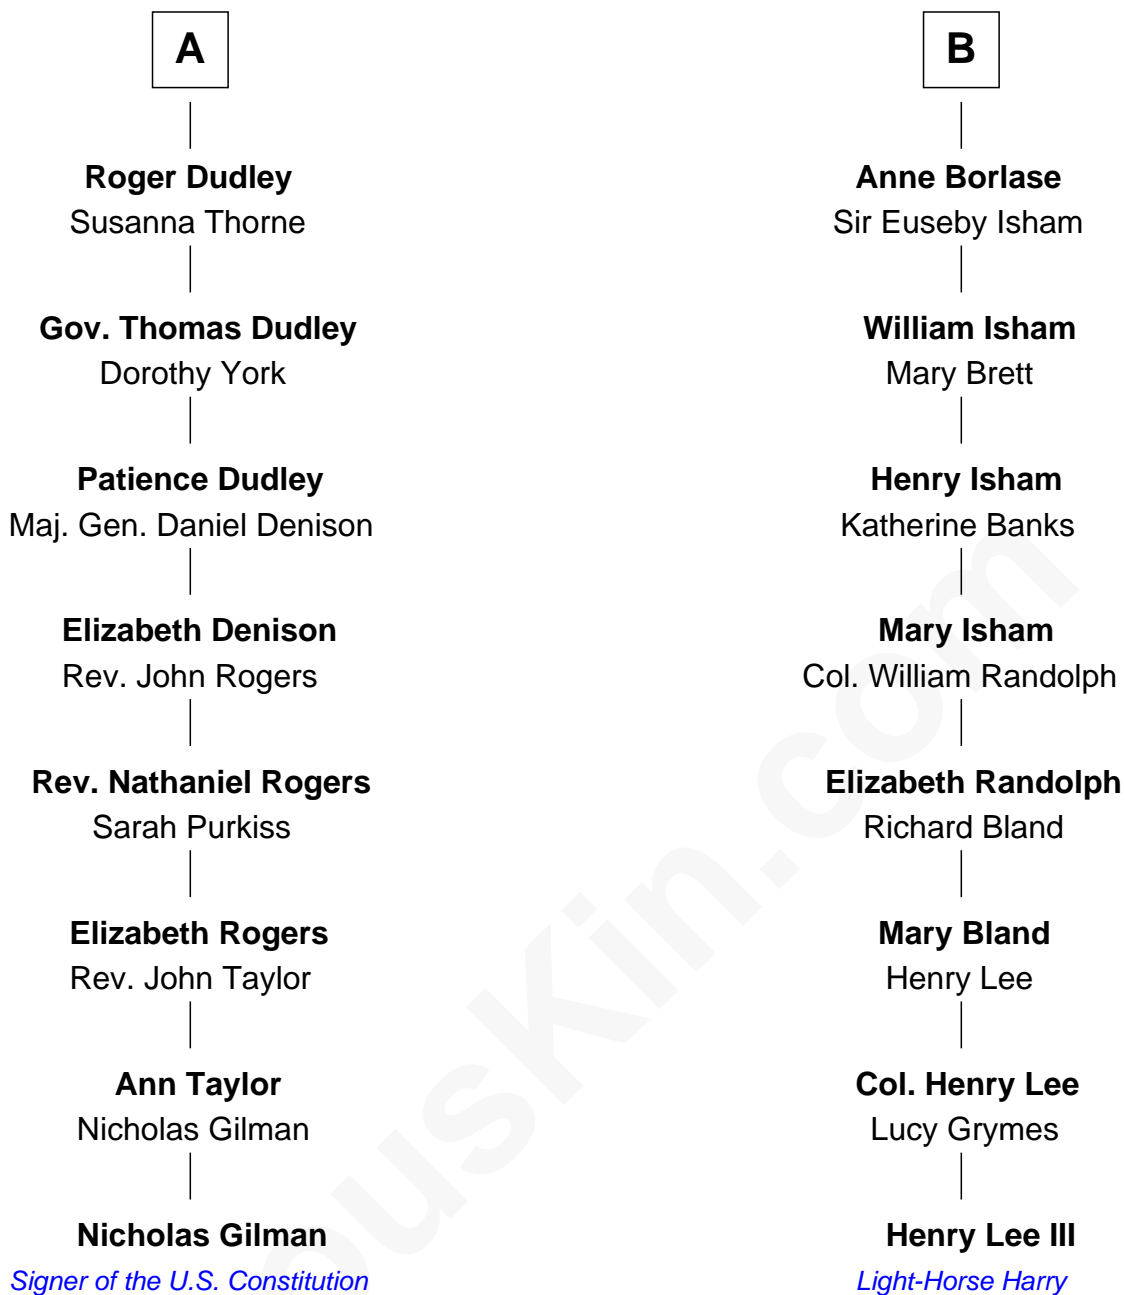 A
Roger Dudley
Susanna Thorne
Gov. Thomas Dudley
Dorothy York
Patience Dudley
Maj. Gen. Daniel Denison
Elizabeth Denison
Rev. John Rogers
Rev. Nathaniel Rogers
Sarah Purkiss
Elizabeth Rogers
Rev. John Taylor
Ann Taylor
Nicholas Gilman
Nicholas Gilman
Signer of the U.S. Constitution
B
Anne Borlase
Sir Euseby Isham
William Isham
Mary Brett
Henry Isham
Katherine Banks
Mary Isham
Col. William Randolph
Elizabeth Randolph
Richard Bland
Mary Bland
Henry Lee
Col. Henry Lee
Lucy Grymes
Henry Lee III
Light-Horse Harry
ousKin.com